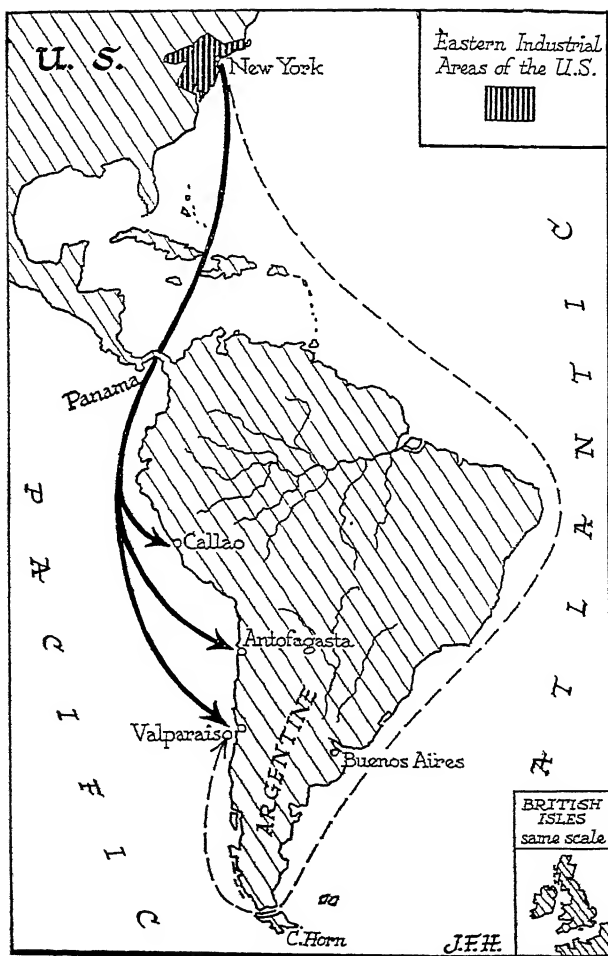 U. S.
New York
Eastern Industrial
Areas of the U.S.
Panama
Callao
Antofagasta
Valparaiso
ARGENTINE
Buenos Aïres
C. Horn
PACIFIC
ATLANTIC
BRITISH
ISLES
same scale
J.F.H.